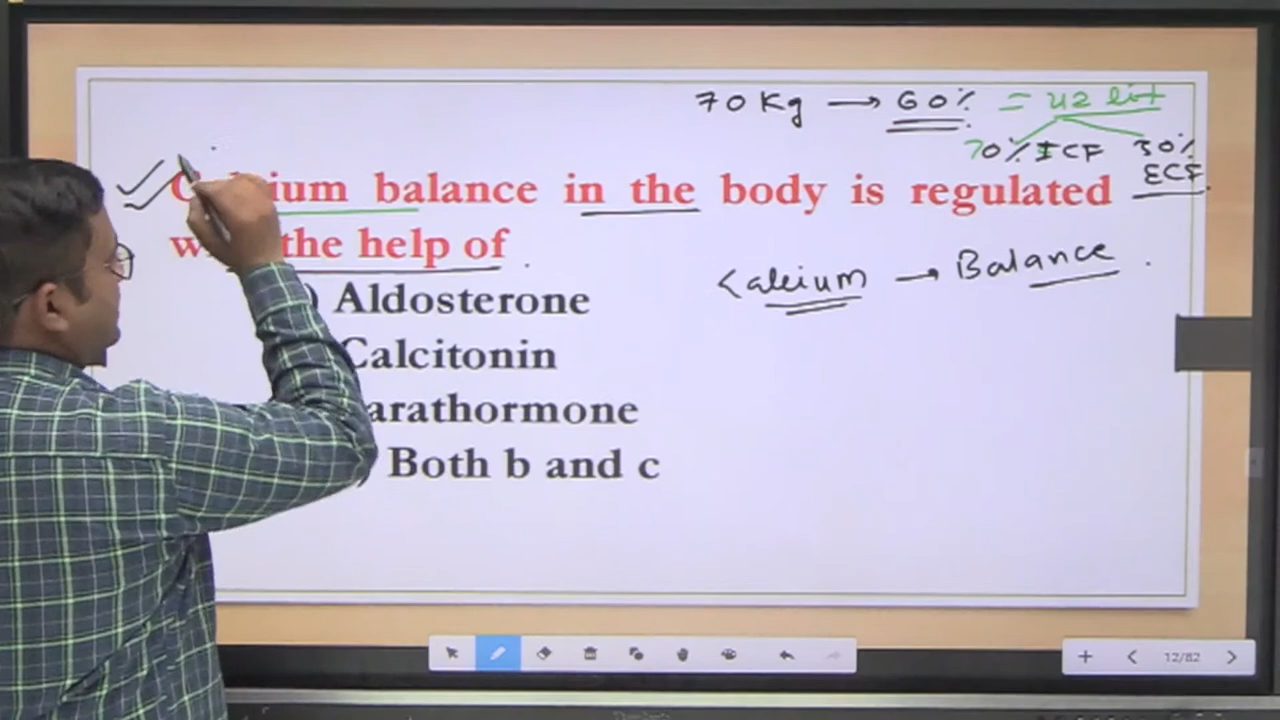 70 Kg → 60% = 42 lit
70% ICF 30%
ECF
Calcium balance in the body is regulated
the help of
Calcium → Balance
) Aldosterone
Calcitonin
arathormone
) Both b and c
12/82